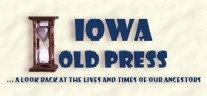 IOWA
OLD PRESS
... A LOOK BACK AT THE LIVES AND TIMES OF OUR ANCESTORS